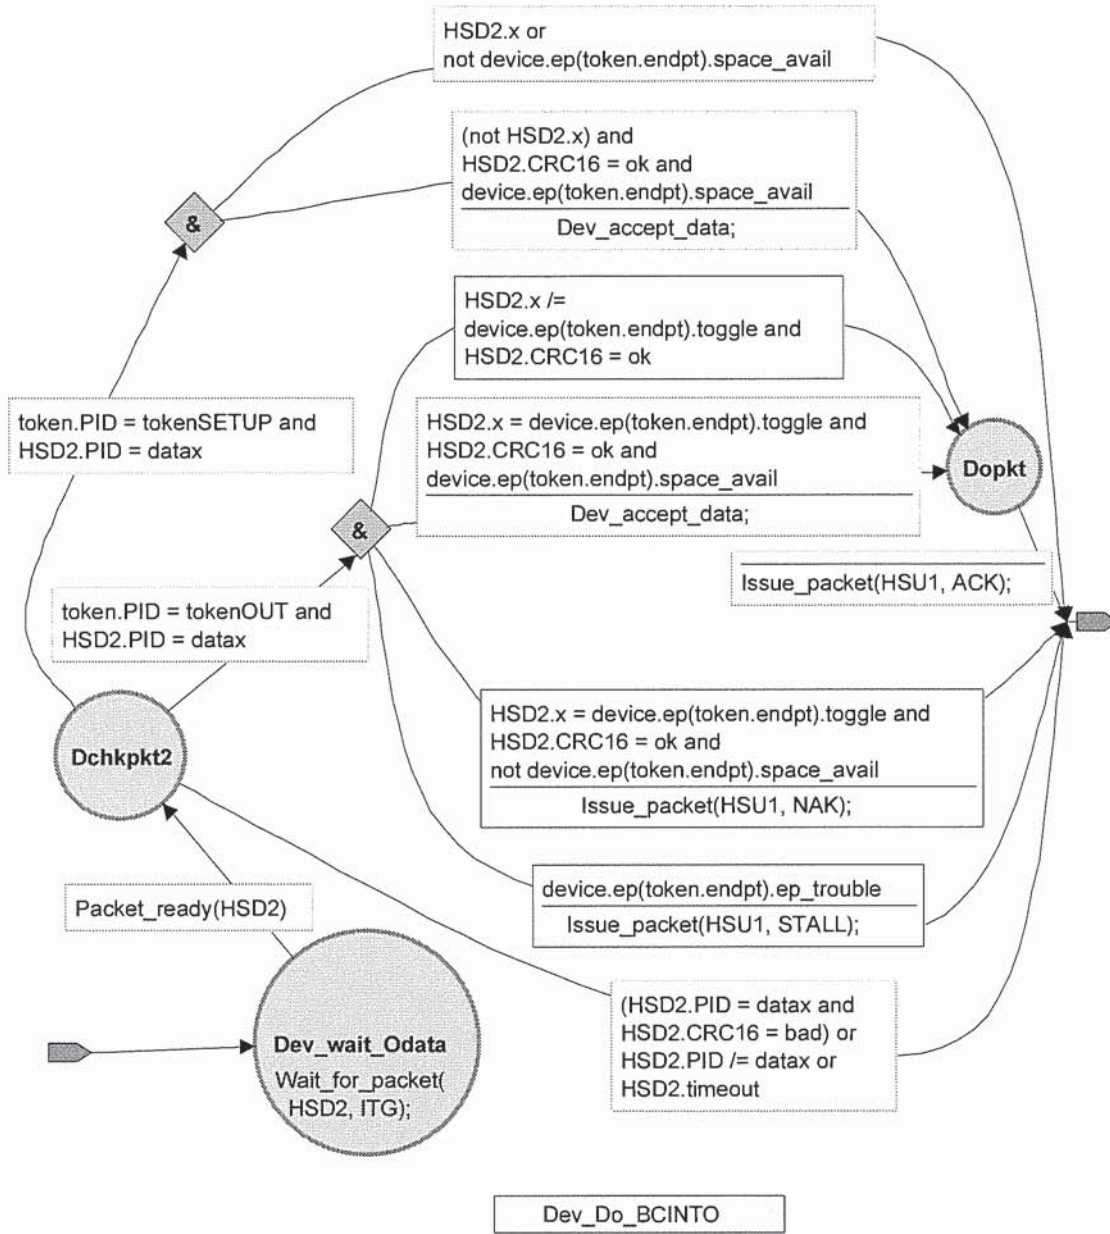 HSD2.x or
not device.ep(token.endpt).space_avail
(not HSD2.x) and
HSD2.CRC16 = ok and
device.ep(token.endpt).space_avail
Dev_accept_data;
&
HSD2.x /=
device.ep(token.endpt).toggle and
HSD2.CRC16 = ok
token.PID = tokenSETUP and
HSD2.PID = datax
HSD2.x = device.ep(token.endpt).toggle and
HSD2.CRC16 = ok and
device.ep(token.endpt).space_avail
Dev_accept_data;
Dopkt
&
Issue_packet(HSU1, ACK);
token.PID = tokenOUT and
HSD2.PID = datax
HSD2.x = device.ep(token.endpt).toggle and
HSD2.CRC16 = ok and
not device.ep(token.endpt).space_avail
Issue_packet(HSU1, NAK);
Dchkpkt2
device.ep(token.endpt).ep_trouble
Issue_packet(HSU1, STALL);
Packet_ready(HSD2)
(HSD2.PID = datax and
HSD2.CRC16 = bad) or
HSD2.PID /= datax or
HSD2.timeout
Dev_wait_Odata
Wait_for_packet(
HSD2, ITG);
Dev_Do_BCINTO